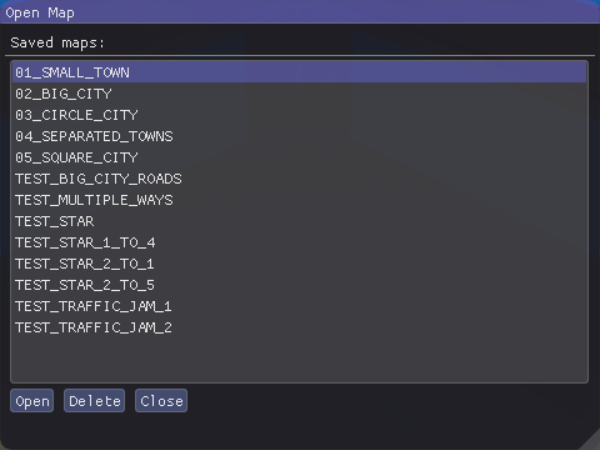 Open Map
Saved maps:
01_SMALL_TOWN
02_BIG_CITY
03_CIRCLE_CITY
04_SEPARATED_TOWNS
05_SQUARE_CITY
TEST_BIG_CITY_ROADS
TEST_MULTIPLE_WAYS
TEST_STAR
TEST_STAR_1_TO_4
TEST_STAR_2_TO_1
TEST_STAR_2_TO_5
TEST_TRAFFIC_JAM_1
TEST_TRAFFIC_JAM_2
Open Delete Close